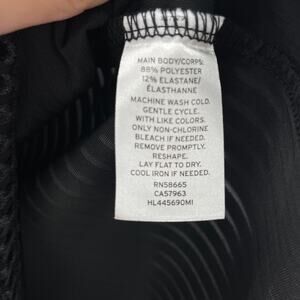 MAIN BODY/CORPS:
88% POLYESTER
12% ELASTANE/
ÉLASTHANNE
MACHINE WASH COLD.
GENTLE CYCLE.
WITH LIKE COLORS.
ONLY NON-CHLORINE
BLEACH IF NEEDED.
REMOVE PROMPTLY.
RESHAPE.
LAY FLAT TO DRY.
COOL IRON IF NEEDED.
RN58665
CA57963
HL445690MI